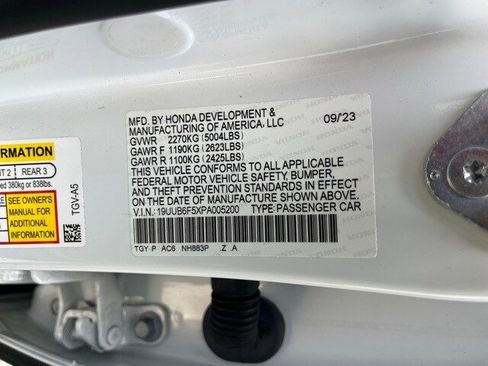 FORMATION
T 2 REAR 3
ed 380kg or 838lbs.
SEE OWNER'S
MANUAL
FOR
ADDITIONAL
INFORMATION
TGV-A5
MFD. BY HONDA DEVELOPMENT & 09/23
MANUFACTURING OF AMERICA, LLC
GVWR 2270KG (5004LBS)
GAWR F 1190KG (2623LBS)
GAWR R 1100KG (2425LBS)
THIS VEHICLE CONFORMS TO ALL APPLICABLE
FEDERAL MOTOR VEHICLE SAFETY, BUMPER,
AND THEFT PREVENTION STANDARDS IN EFFECT
ON THE DATE OF MANUFACTURE SHOWN ABOVE.
V.I.N. 19UUB6F5XPA005200 TYPE: PASSENGER CAR
TGY P AC6 NH883P Z A